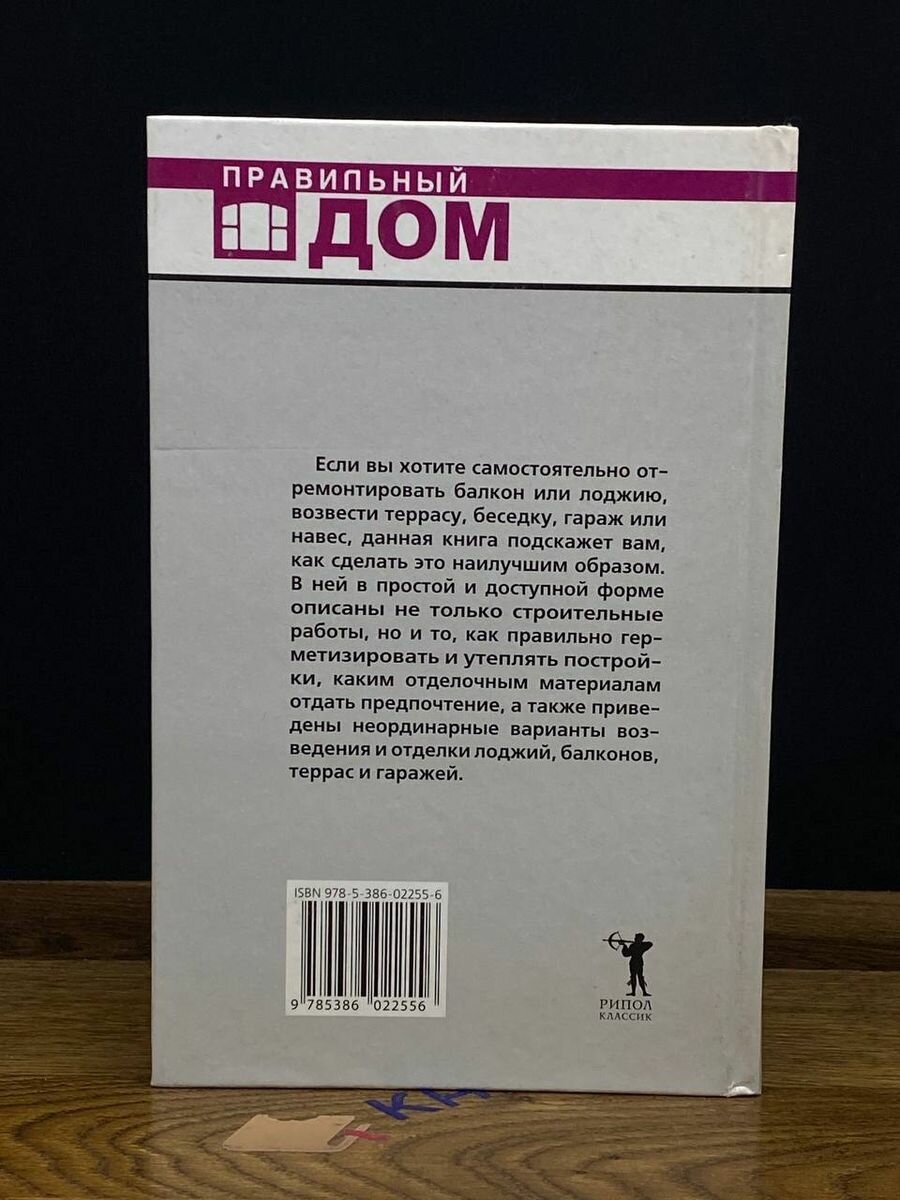 ПРАВИЛЬНЫЙ
ДОМ
Если вы хотите самостоятельно от-
ремонтировать балкон или лоджию,
возвести террасу, беседку, гараж или
навес, данная книга подскажет вам,
как сделать это наилучшим образом.
В ней в простой и доступной форме
описаны не только строительные
работы, но и то, как правильно гер-
метизировать и утеплять построй-
ки, каким отделочным материалам
отдать предпочтение, а также приве-
дены неординарные варианты воз-
ведения и отделки лоджий, балконов,
террас и гаражей.
ISBN 978-5-386-02255-6
9 785386 022556
РИПОЛ
КЛАССИК